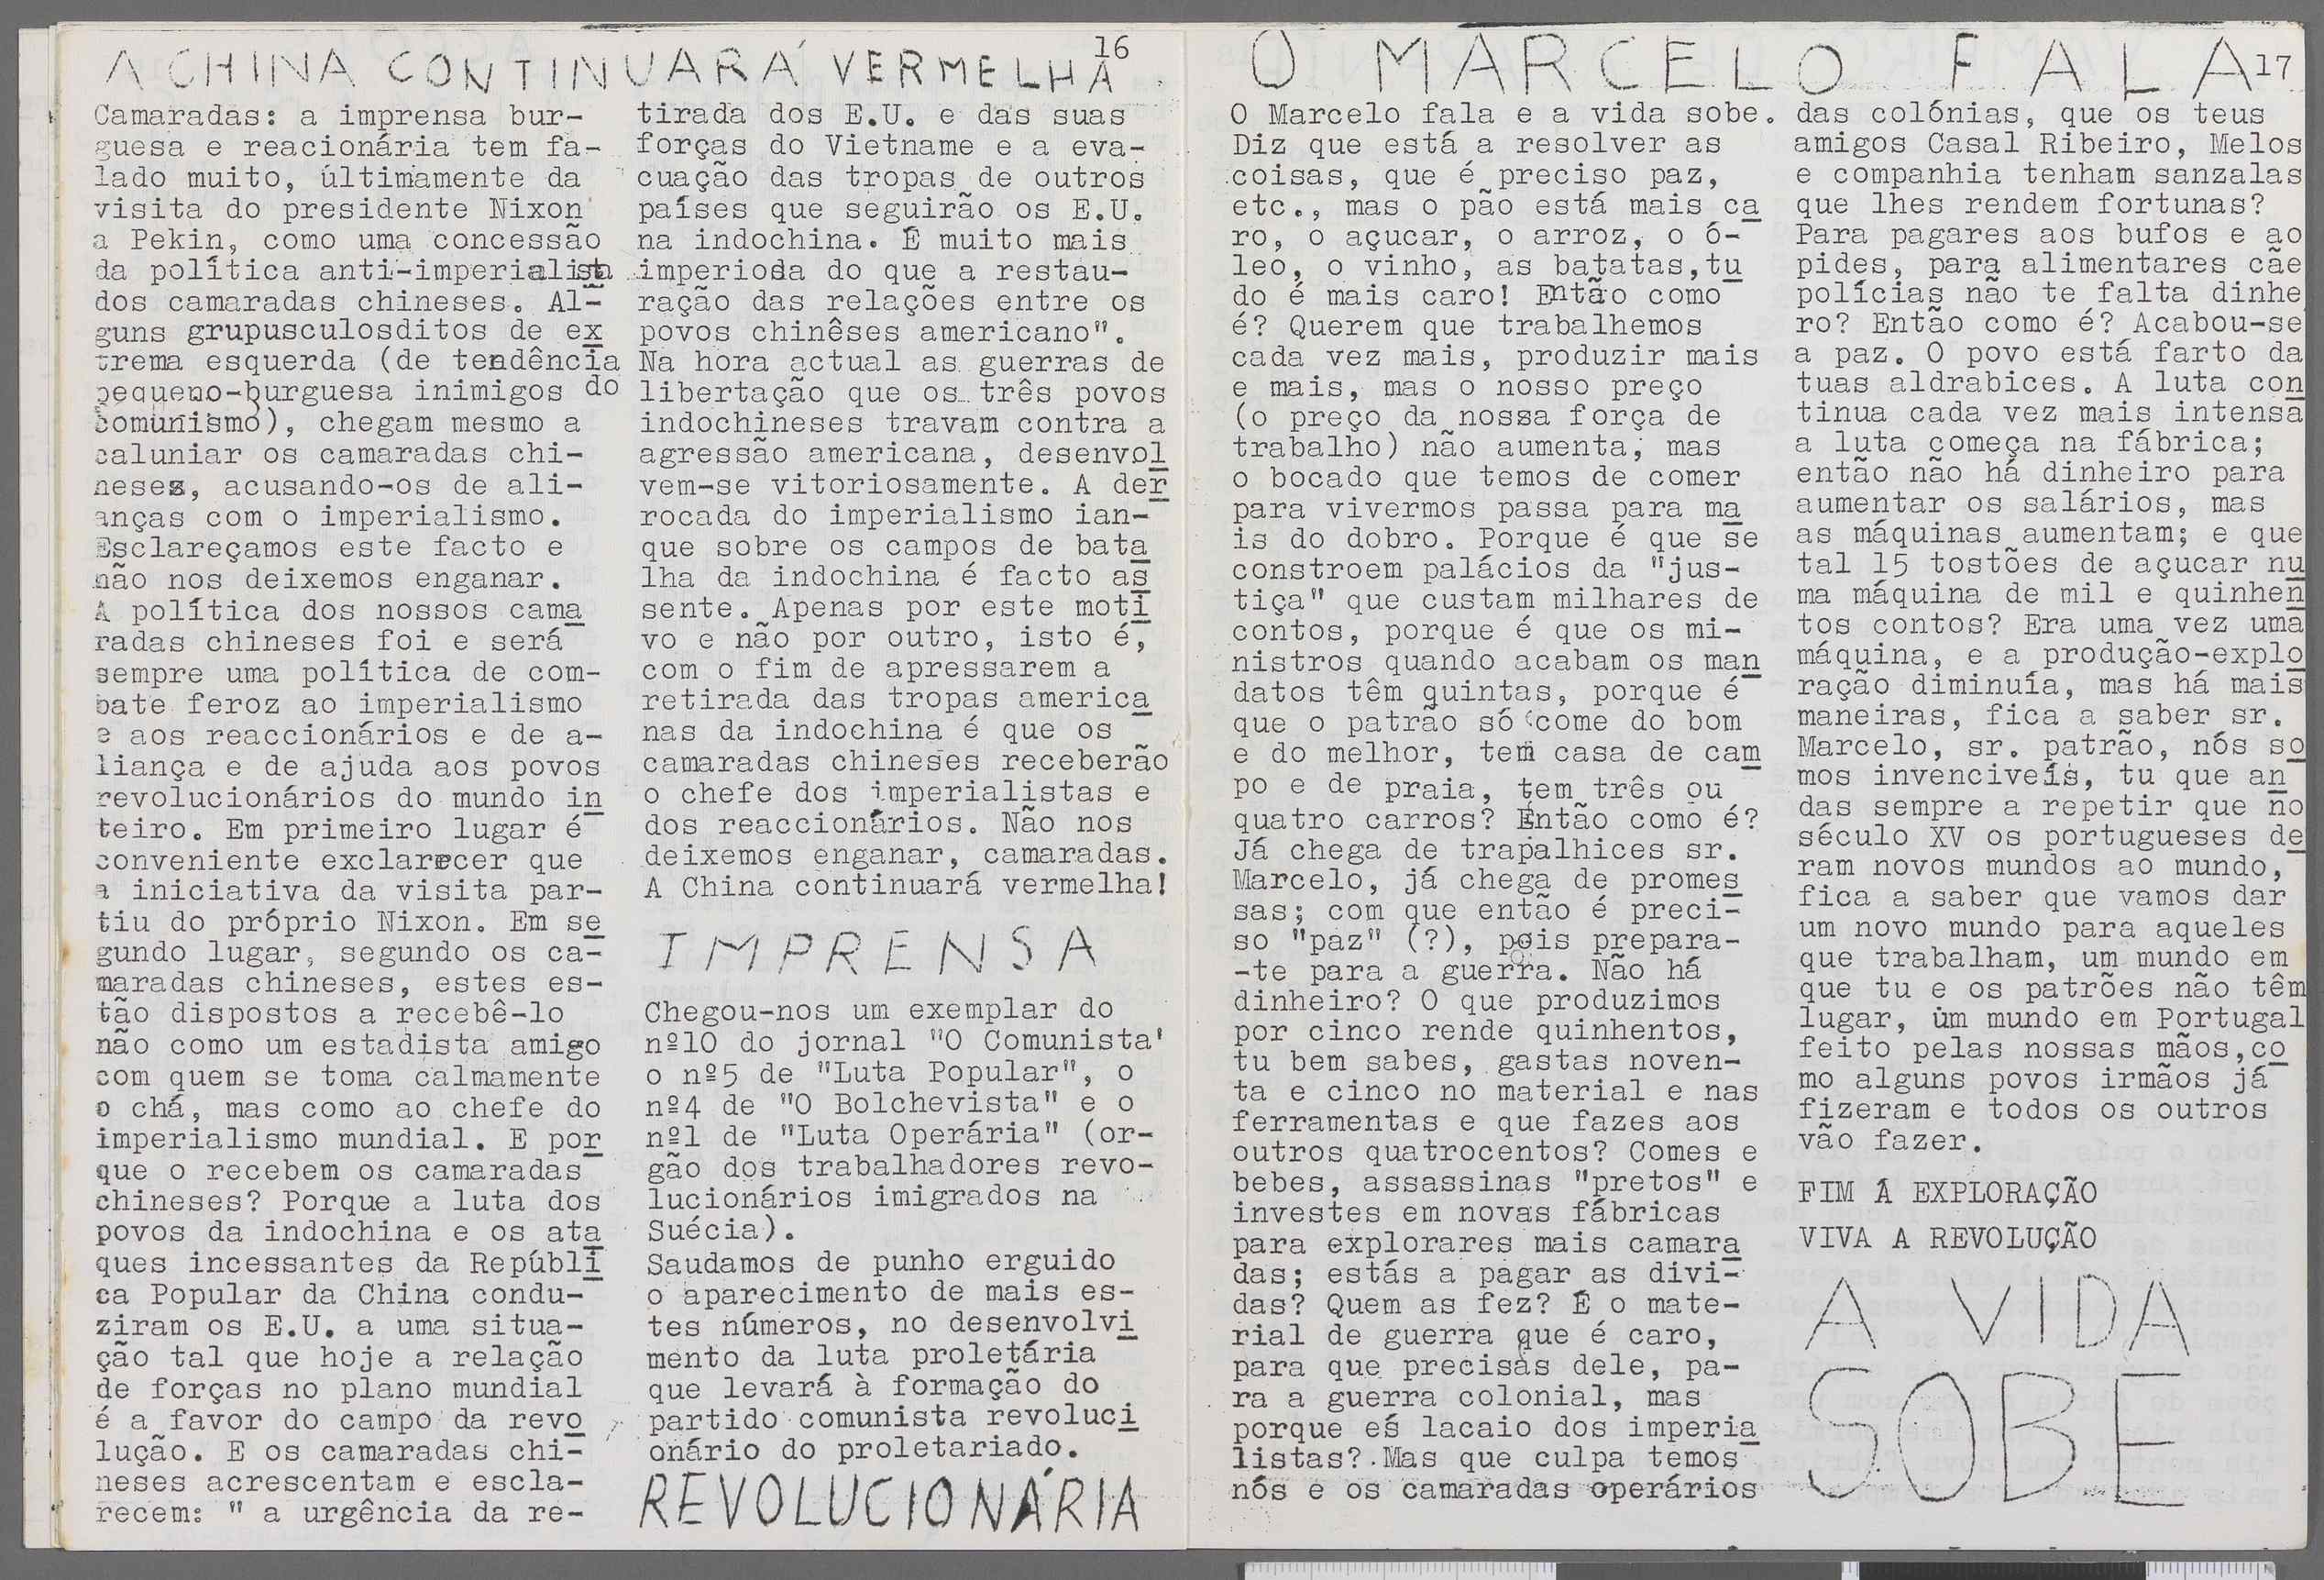 16
A CHINA CONTINUARÁ VERMELHA
Camaradas: a imprensa bur-
guesa e reacionária tem fa-
lado muito, últimamente da
visita do presidente Nixon
a Pekin, como uma concessão
da política anti-imperialista
dos camaradas chineses. Al-
guns grupusculosditos de ex
trema esquerda (de tendência
pequeno-burguesa inimigos do
comunismo), chegam mesmo a
caluniar os camaradas chi-
neses, acusando-os de ali-
anças com o imperialismo.
Esclareçamos este facto e
não nos deixemos enganar.
A política dos nossos cama
radas chineses foi e será
sempre uma política de com-
bate feroz ao imperialismo
e aos reaccionários e de a-
liança e de ajuda aos povos
revolucionários do mundo in
teiro. Em primeiro lugar é
conveniente exclarecer que
a iniciativa da visita par-
tiu do próprio Nixon. Em se
gundo lugar, segundo os ca-
maradas chineses, estes es-
tão dispostos a recebê-lo
não como um estadista amigo
com quem se toma calmamente
o chá, mas como ao chefe do
imperialismo mundial. E por
que o recebem os camaradas
chineses? Porque a luta dos
povos da indochina e os ata
ques incessantes da Repúbli
ca Popular da China condu-
ziram os E.U. a uma situa-
ção tal que hoje a relação
de forças no plano mundial
é a favor do campo da revo
lução. E os camaradas chi-
neses acrescentam e escla-
recem: " a urgência da re-
tirada dos E.U. e das suas
forças do Vietname e a eva-
cuação das tropas de outros
países que seguirão os E.U.
na indochina. É muito mais
imperiosa do que a restau-
ração das relações entre os
povos chinêses americano".
Na hora actual as guerras de
libertação que os três povos
indochineses travam contra a
agressão americana, desenvol
vem-se vitoriosamente. A der
rocada do imperialismo ian-
que sobre os campos de bata
lha da indochina é facto as
sente. Apenas por este moti
vo e não por outro, isto é,
com o fim de apressarem a
retirada das tropas america
nas da indochina é que os
camaradas chineses receberão
o chefe dos imperialistas e
dos reaccionários. Não nos
deixemos enganar, camaradas.
A China continuará vermelha!
IMPRENSA
Chegou-nos um exemplar do
nº10 do jornal "O Comunista'
o nº5 de "Luta Popular", o
nº4 de "O Bolchevista" e o
nº1 de "Luta Operária" (or-
gão dos trabalhadores revo-
lucionários imigrados na
Suécia).
Saudamos de punho erguido
o aparecimento de mais es-
tes números, no desenvolvi
mento da luta proletária
que levará à formação do
partido comunista revoluci
onário do proletariado.
REVOLUCIONÁRIA
O MARCELO FALA
17
O Marcelo fala e a vida sobe.
Diz que está a resolver as
coisas, que é preciso paz,
etc., mas o pão está mais ca
ro, o açucar, o arroz, o ó-
leo, o vinho, as batatas,tu
do é mais caro! Então como
é? Querem que trabalhemos
cada vez mais, produzir mais
e mais, mas o nosso preço
(o preço da nossa força de
trabalho) não aumenta, mas
o bocado que temos de comer
para vivermos passa para ma
is do dobro. Porque é que se
constroem palácios da "jus-
tiça" que custam milhares de
contos, porque é que os mi-
nistros quando acabam os man
datos têm quintas, porque é
que o patrão só come do bom
e do melhor, tem casa de cam
po e de praia, tem três ou
quatro carros? Então como é?
Já chega de trapalhices sr.
Marcelo, já chega de promes
sas; com que então é preci-
so "paz" (?), pois prepara-
-te para a guerra. Não há
dinheiro? O que produzimos
por cinco rende quinhentos,
tu bem sabes, gastas noven-
ta e cinco no material e nas
ferramentas e que fazes aos
outros quatrocentos? Comes e
bebes, assassinas "pretos" e
investes em novas fábricas
para explorares mais camara
das; estás a pagar as divi-
das? Quem as fez? É o mate-
rial de guerra que é caro,
para que precisas dele, pa-
ra a guerra colonial, mas
porque és lacaio dos imperia
listas? Mas que culpa temos
nós e os camaradas operários
das colónias, que os teus
amigos Casal Ribeiro, Melos
e companhia tenham sanzalas
que lhes rendem fortunas?
Para pagares aos bufos e ao
pides, para alimentares cãe
polícias não te falta dinhe
ro? Então como é? Acabou-se
a paz. O povo está farto da
tuas aldrabices. A luta con
tinua cada vez mais intensa
a luta começa na fábrica;
então não há dinheiro para
aumentar os salários, mas
as máquinas aumentam; e que
tal 15 tostões de açucar nu
ma máquina de mil e quinhen
tos contos? Era uma vez uma
máquina, e a produção-explo
ração diminuía, mas há mais
maneiras, fica a saber sr.
Marcelo, sr. patrão, nós so
mos invenciveís, tu que an
das sempre a repetir que no
século XV os portugueses de
ram novos mundos ao mundo,
fica a saber que vamos dar
um novo mundo para aqueles
que trabalham, um mundo em
que tu e os patrões não têm
lugar, um mundo em Portugal
feito pelas nossas mãos,co
mo alguns povos irmãos já
fizeram e todos os outros
vão fazer.
FIM Á EXPLORAÇÃO
VIVA A REVOLUÇÃO
A VIDA
SOBE